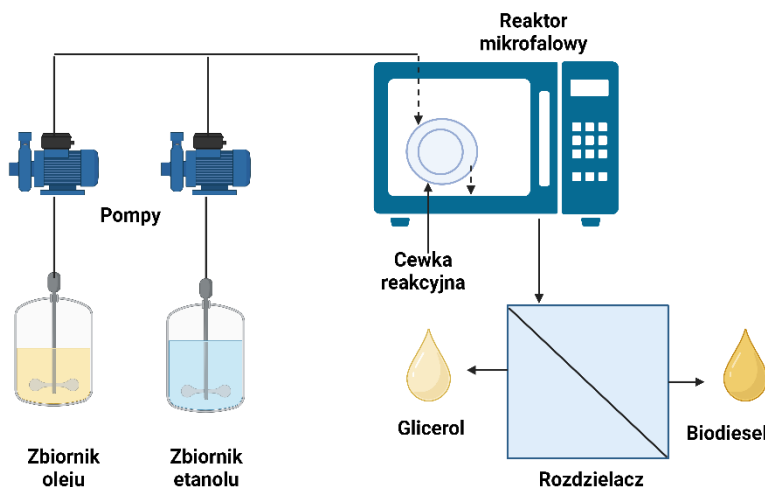 Reaktor
mikrofalowy
Pompy
Cewka
reakcyjna
Glicerol
Biodiesel
Zbiornik
oleju
Zbiornik
etanolu
Rozdzielacz